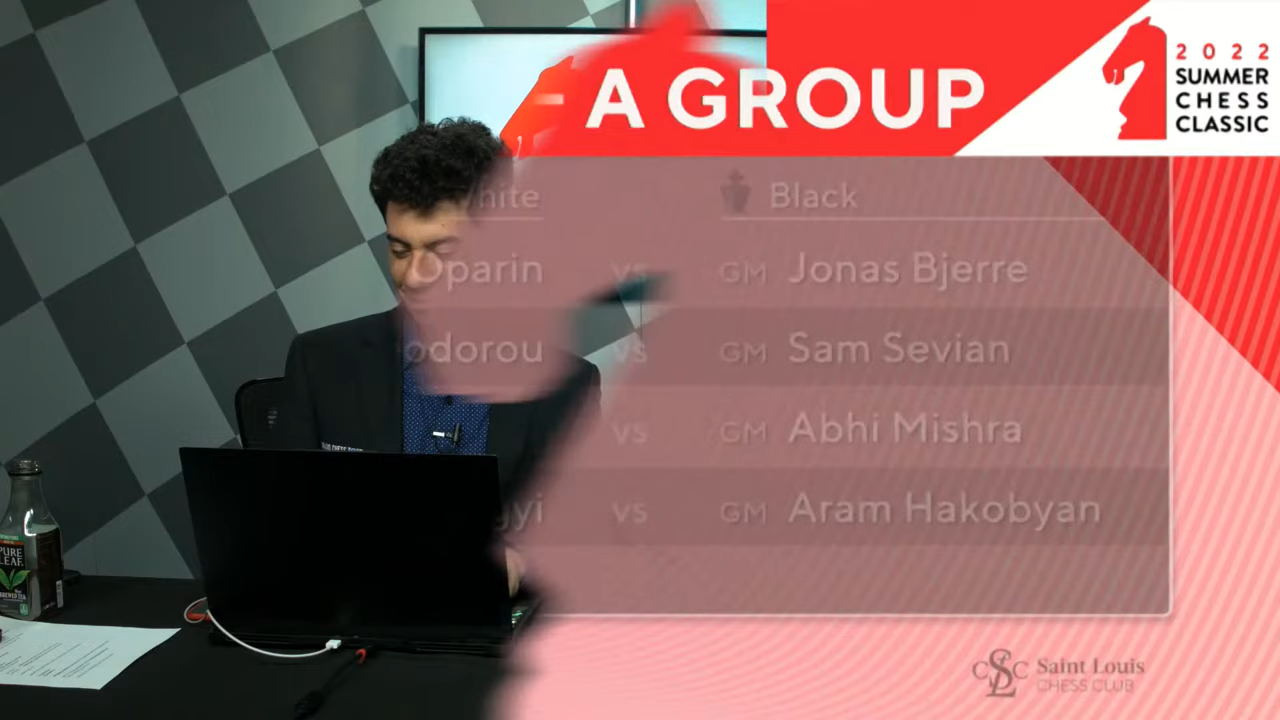 A GROUP
2022
SUMMER
CHESS
CLASSIC
Black
vs GM Jonas Bjerre
vs GM Sam Sevian
vs GM Abhi Mishra
vs GM Aram Hakobyan
PURE
LEAF
Saint Louis
CHESS CLUB